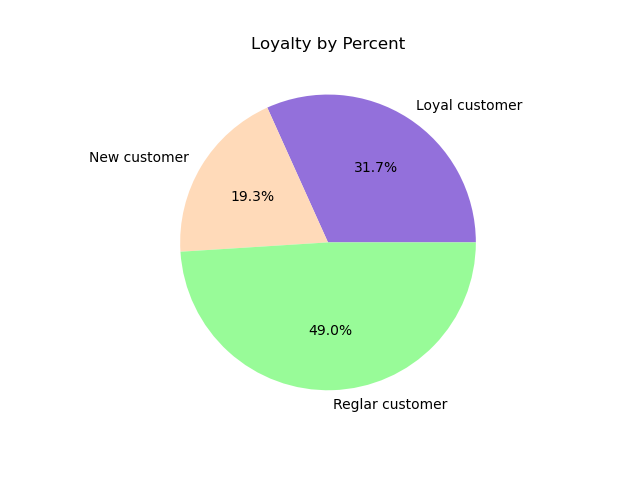 Loyalty by Percent
Loyal customer
31.7%
New customer
19.3%
49.0%
Reglar customer